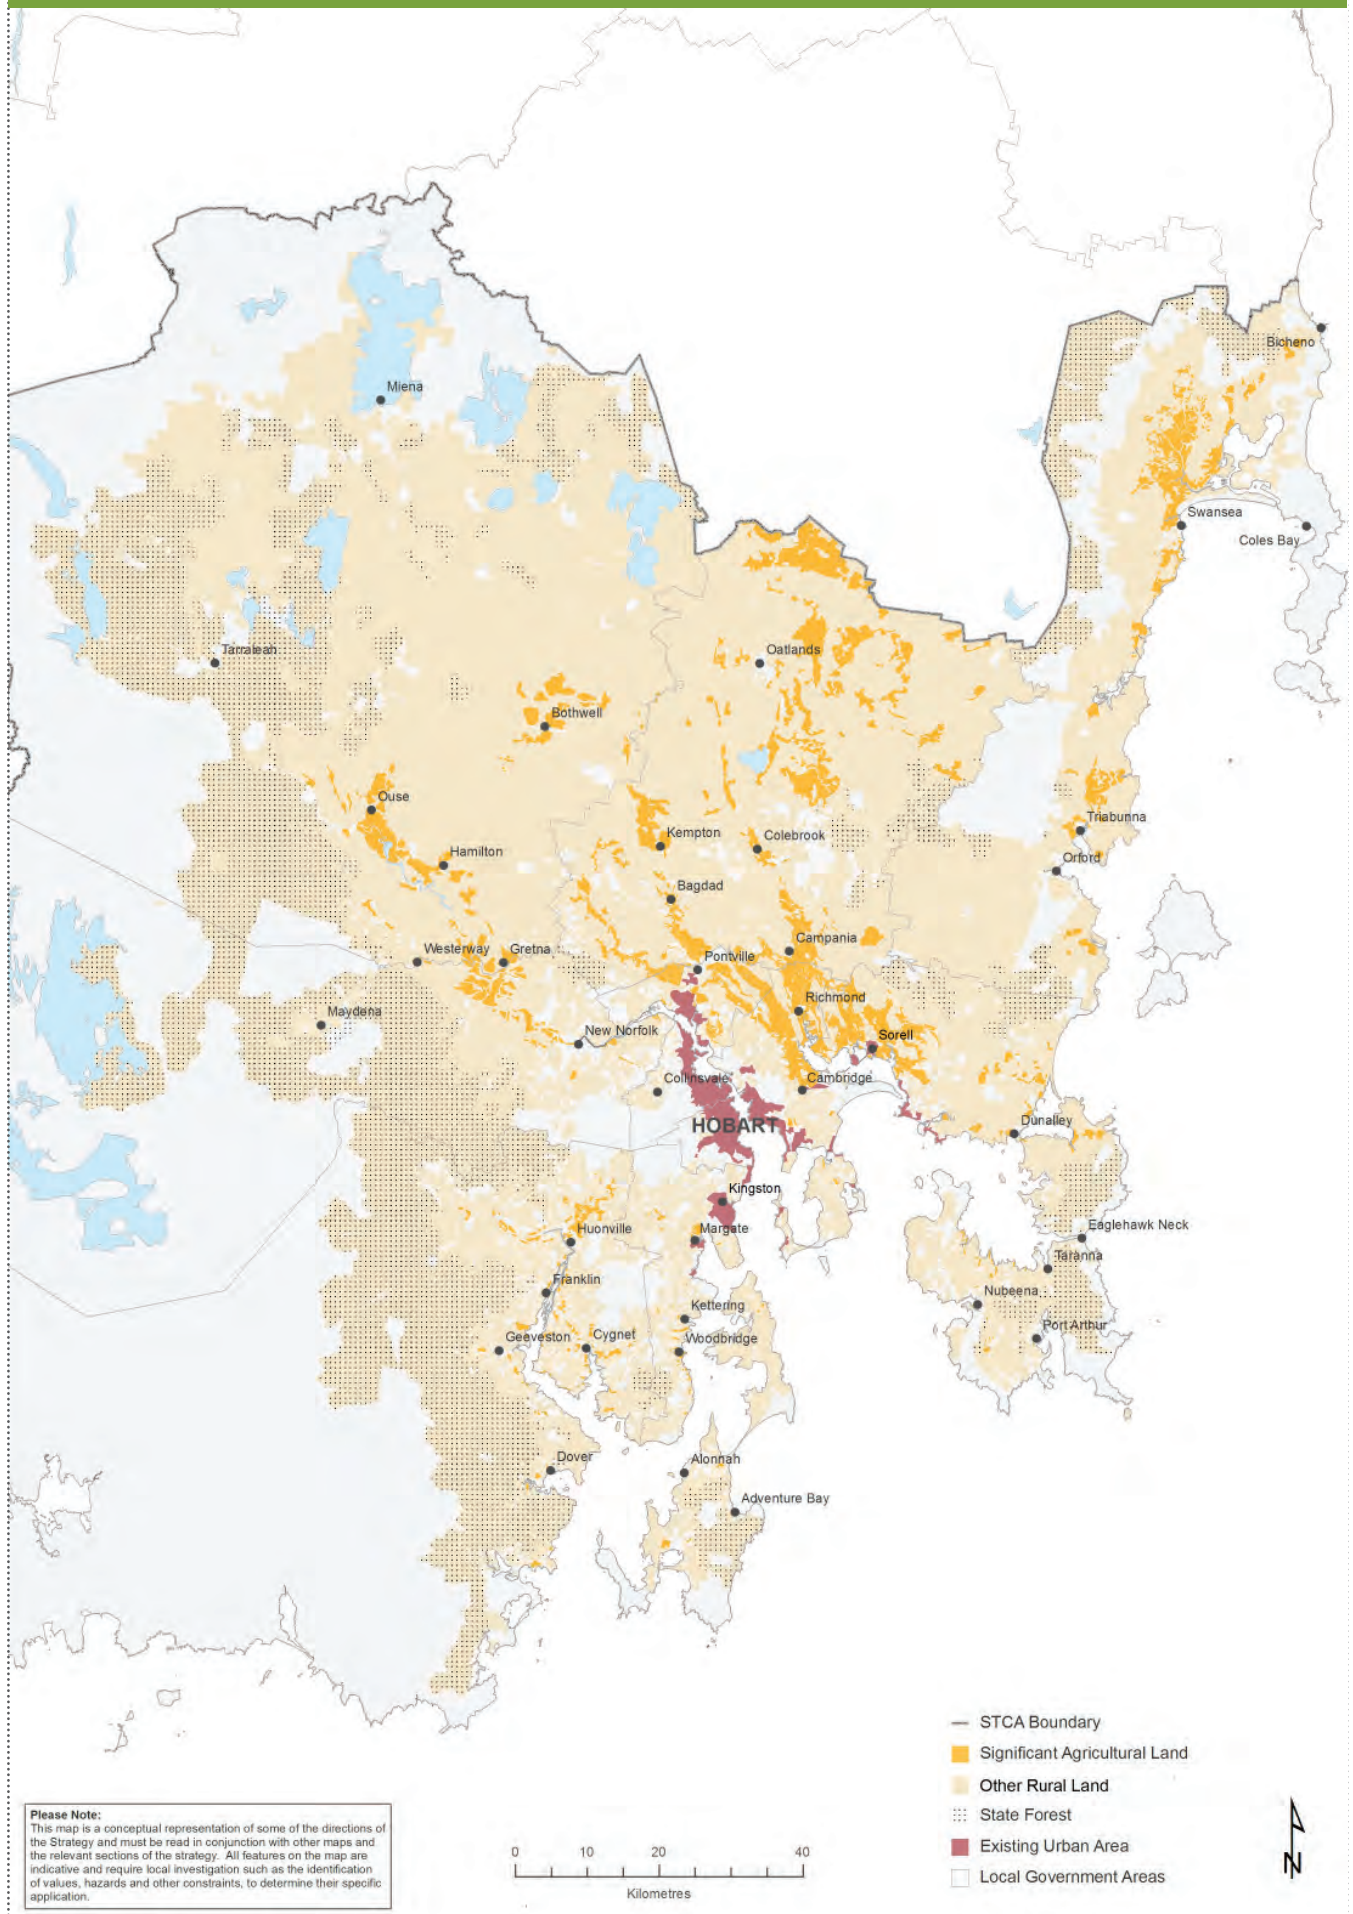 Bicheno
Miena
Swansea
Coles Bay
Tarraleah
Oatlands
Bothwell
Ouse
Triabunna
Kempton
Colebrook
Hamilton
Orford
Bagdad
Campania
Westerway
Gretna
Pontville
Richmond
Maydena
New Norfolk
Sorell
Collinsvale
Cambridge
HOBART
Dunalley
Kingston
Huonville
Margate
Eaglehawk Neck
Taranna
Franklin
Nubeena
Kettering
Port Arthur
Geeveston
Cygnet
Woodbridge
Dover
Alonnah
Adventure Bay
STCA Boundary
Significant Agricultural Land
Other Rural Land
State Forest
Existing Urban Area
Local Government Areas
Please Note:
This map is a conceptual representation of some of the directions of
the Strategy and must be read in conjunction with other maps and
the relevant sections of the strategy. All features on the map are
indicative and require local investigation such as the identification
of values, hazards and other constraints, to determine their specific
application.
0 10 20 40
Kilometres
N